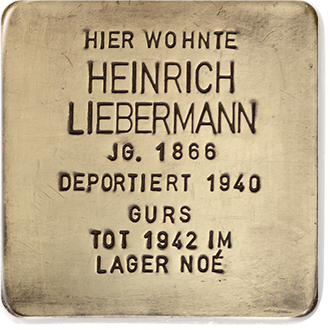 HIER WOHNTE
HEINRICH
LIEBERMANN
JG. 1866
DEPORTIERT 1940
GURS
TOT 1942 IM
LAGER NOÉ